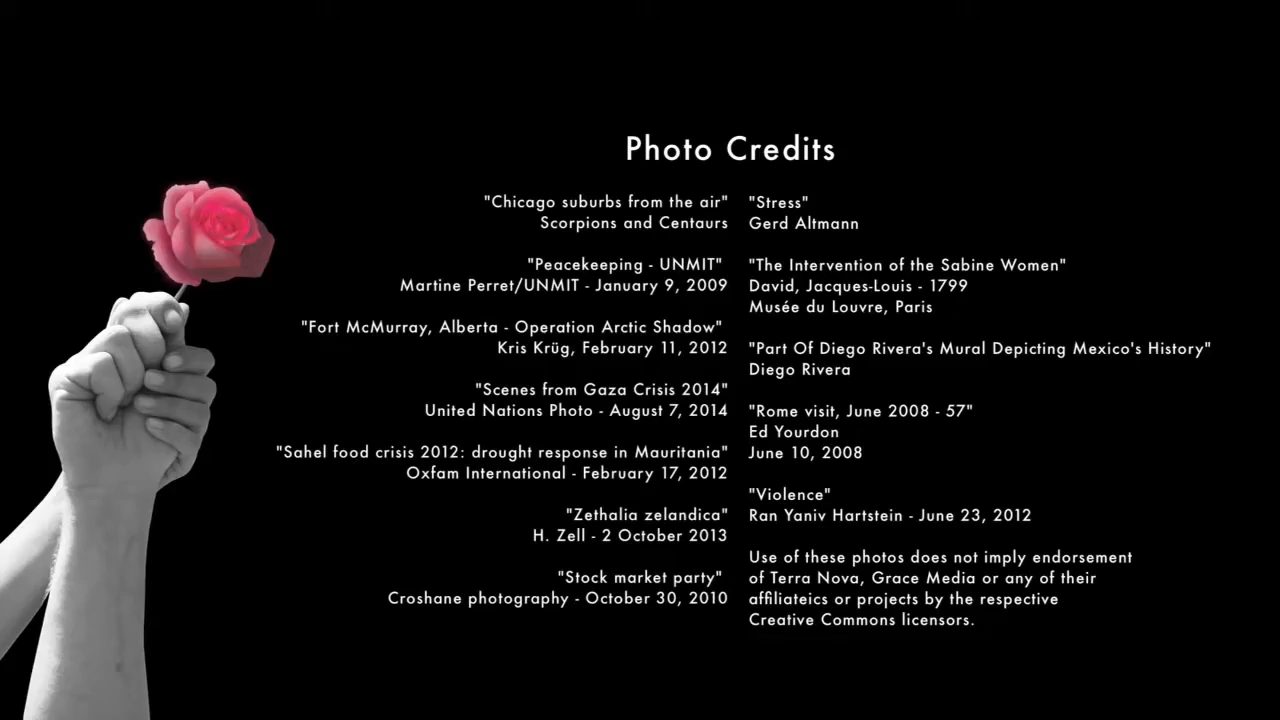 Photo Credits
"Chicago suburbs from the air"
Scorpions and Centaurs
"Peacekeeping - UNMIT"
Martine Perret/UNMIT - January 9, 2009
"Fort McMurray, Alberta - Operation Arctic Shadow"
Kris Krüg, February 11, 2012
"Scenes from Gaza Crisis 2014"
United Nations Photo - August 7, 2014
"Sahel food crisis 2012: drought response in Mauritania"
Oxfam International - February 17, 2012
"Zethalia zelandica"
H. Zell - 2 October 2013
"Stock market party"
Croshane photography - October 30, 2010
"Stress"
Gerd Altmann
"The Intervention of the Sabine Women"
David, Jacques-Louis - 1799
Musée du Louvre, Paris
"Part Of Diego Rivera's Mural Depicting Mexico's History"
Diego Rivera
"Rome visit, June 2008 - 57"
Ed Yourdon
June 10, 2008
"Violence"
Ran Yaniv Hartstein - June 23, 2012
Use of these photos does not imply endorsement
of Terra Nova, Grace Media or any of their
affiliateics or projects by the respective
Creative Commons licensors.